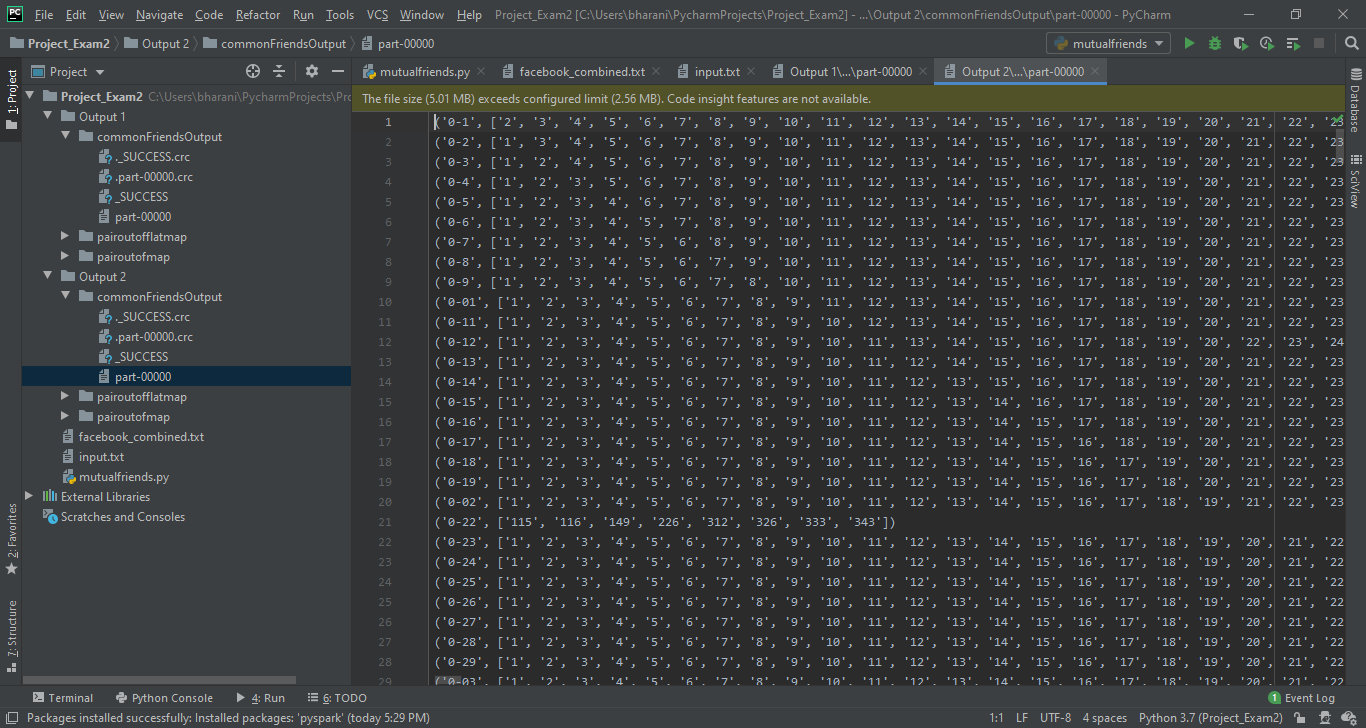 PC File Edit View Navigate Code Refactor Run Tools VCS Window Help Project_Exam2 [C:\Users\bharani\PycharmProjects\Project_Exam2] - ...\Output 2\commonFriendsOutput\part-00000 - PyCharm
Project_Exam2 Output 2 commonFriendsOutput part-00000 mutualfriends
1: Project
Project
mutualfriends.py facebook_combined.txt input.txt Output 1\...\part-00000 Output 2\...\part-00000
Project_Exam2 C:\Users\bharani\PycharmProjects\Pro
Output 1
commonFriendsOutput
._SUCCESS.crc
.part-00000.crc
_SUCCESS
part-00000
pairoutofflatmap
pairoutofmap
Output 2
commonFriendsOutput
._SUCCESS.crc
.part-00000.crc
_SUCCESS
part-00000
pairoutofflatmap
pairoutofmap
facebook_combined.txt
input.txt
mutualfriends.py
External Libraries
Scratches and Consoles
2: Favorites
7: Structure
The file size (5.01 MB) exceeds configured limit (2.56 MB). Code insight features are not available.
1 ('0-1', ['2', '3', '4', '5', '6', '7', '8', '9', '10', '11', '12', '13', '14', '15', '16', '17', '18', '19', '20', '21', '22', '23
2 ('0-2', ['1', '3', '4', '5', '6', '7', '8', '9', '10', '11', '12', '13', '14', '15', '16', '17', '18', '19', '20', '21', '22', '23
3 ('0-3', ['1', '2', '4', '5', '6', '7', '8', '9', '10', '11', '12', '13', '14', '15', '16', '17', '18', '19', '20', '21', '22', '23
4 ('0-4', ['1', '2', '3', '5', '6', '7', '8', '9', '10', '11', '12', '13', '14', '15', '16', '17', '18', '19', '20', '21', '22', '23
5 ('0-5', ['1', '2', '3', '4', '6', '7', '8', '9', '10', '11', '12', '13', '14', '15', '16', '17', '18', '19', '20', '21', '22', '23
6 ('0-6', ['1', '2', '3', '4', '5', '7', '8', '9', '10', '11', '12', '13', '14', '15', '16', '17', '18', '19', '20', '21', '22', '23
7 ('0-7', ['1', '2', '3', '4', '5', '6', '8', '9', '10', '11', '12', '13', '14', '15', '16', '17', '18', '19', '20', '21', '22', '23
8 ('0-8', ['1', '2', '3', '4', '5', '6', '7', '9', '10', '11', '12', '13', '14', '15', '16', '17', '18', '19', '20', '21', '22', '23
9 ('0-9', ['1', '2', '3', '4', '5', '6', '7', '8', '10', '11', '12', '13', '14', '15', '16', '17', '18', '19', '20', '21', '22', '23
10 ('0-01', ['1', '2', '3', '4', '5', '6', '7', '8', '9', '11', '12', '13', '14', '15', '16', '17', '18', '19', '20', '21', '22', '23
11 ('0-11', ['1', '2', '3', '4', '5', '6', '7', '8', '9', '10', '12', '13', '14', '15', '16', '17', '18', '19', '20', '21', '22', '23
12 ('0-12', ['1', '2', '3', '4', '5', '6', '7', '8', '9', '10', '11', '13', '14', '15', '16', '17', '18', '19', '20', '22', '23', '24
13 ('0-13', ['1', '2', '3', '4', '5', '6', '7', '8', '9', '10', '11', '12', '14', '15', '16', '17', '18', '19', '20', '21', '22', '23
14 ('0-14', ['1', '2', '3', '4', '5', '6', '7', '8', '9', '10', '11', '12', '13', '15', '16', '17', '18', '19', '20', '21', '22', '23
15 ('0-15', ['1', '2', '3', '4', '5', '6', '7', '8', '9', '10', '11', '12', '13', '14', '16', '17', '18', '19', '20', '21', '22', '23
16 ('0-16', ['1', '2', '3', '4', '5', '6', '7', '8', '9', '10', '11', '12', '13', '14', '15', '17', '18', '19', '20', '21', '22', '23
17 ('0-17', ['1', '2', '3', '4', '5', '6', '7', '8', '9', '10', '11', '12', '13', '14', '15', '16', '18', '19', '20', '21', '22', '23
18 ('0-18', ['1', '2', '3', '4', '5', '6', '7', '8', '9', '10', '11', '12', '13', '14', '15', '16', '17', '19', '20', '21', '22', '23
19 ('0-19', ['1', '2', '3', '4', '5', '6', '7', '8', '9', '10', '11', '12', '13', '14', '15', '16', '17', '18', '20', '21', '22', '23
20 ('0-02', ['1', '2', '3', '4', '5', '6', '7', '8', '9', '10', '11', '12', '13', '14', '15', '16', '17', '18', '19', '21', '22', '23
21 ('0-22', ['115', '116', '149', '226', '312', '326', '333', '343'])
22 ('0-23', ['1', '2', '3', '4', '5', '6', '7', '8', '9', '10', '11', '12', '13', '14', '15', '16', '17', '18', '19', '20', '21', '22
23 ('0-24', ['1', '2', '3', '4', '5', '6', '7', '8', '9', '10', '11', '12', '13', '14', '15', '16', '17', '18', '19', '20', '21', '22
24 ('0-25', ['1', '2', '3', '4', '5', '6', '7', '8', '9', '10', '11', '12', '13', '14', '15', '16', '17', '18', '19', '20', '21', '22
25 ('0-26', ['1', '2', '3', '4', '5', '6', '7', '8', '9', '10', '11', '12', '13', '14', '15', '16', '17', '18', '19', '20', '21', '22
26 ('0-27', ['1', '2', '3', '4', '5', '6', '7', '8', '9', '10', '11', '12', '13', '14', '15', '16', '17', '18', '19', '20', '21', '22
27 ('0-28', ['1', '2', '3', '4', '5', '6', '7', '8', '9', '10', '11', '12', '13', '14', '15', '16', '17', '18', '19', '20', '21', '22
28 ('0-29', ['1', '2', '3', '4', '5', '6', '7', '8', '9', '10', '11', '12', '13', '14', '15', '16', '17', '18', '19', '20', '21', '22
29 ('0-03', ['1', '2', '3', '4', '5', '6', '7', '8', '9', '10', '11', '12', '13', '14', '15', '16', '17', '18', '19', '20', '21', '22
Database
SciView
Terminal Python Console 4: Run 6: TODO 1 Event Log
Packages installed successfully: Installed packages: 'pyspark' (today 5:29 PM) 1:1 LF UTF-8 4 spaces Python 3.7 (Project_Exam2)